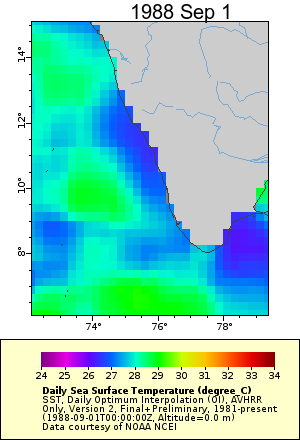 1988 Sep 1
14°
12°
10°
8°
74° 76° 78°
24 25 26 27 28 29 30 31 32 33 34
Daily Sea Surface Temperature (degree_C)
SST, Daily Optimum Interpolation (OI), AVHRR
Only, Version 2, Final+Preliminary, 1981-present
(1988-09-01T00:00:00Z, Altitude=0.0 m)
Data courtesy of NOAA NCEI